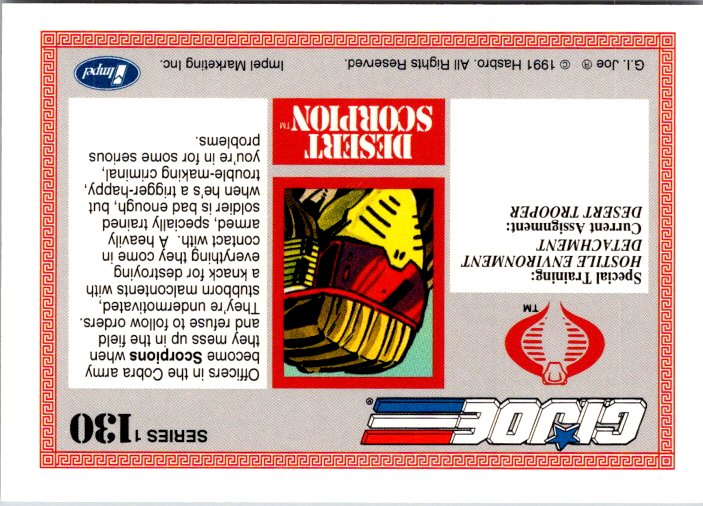 G.I.JOE ®
SERIES 1 130
TM
Special Training:
HOSTILE ENVIRONMENT
DETACHMENT
Current Assignment:
DESERT TROOPER
DESERT
SCORPION™
Officers in the Cobra army
become Scorpions when
they mess up in the field
and refuse to follow orders.
They're undermotivated,
stubborn malcontents with
a knack for destroying
everything they come in
contact with. A heavily
armed, specially trained
soldier is bad enough, but
when he's a trigger-happy,
trouble-making criminal,
you're in for some serious
problems.
G.I. Joe ® © 1991 Hasbro. All Rights Reserved.
Impel Marketing Inc.
Impel